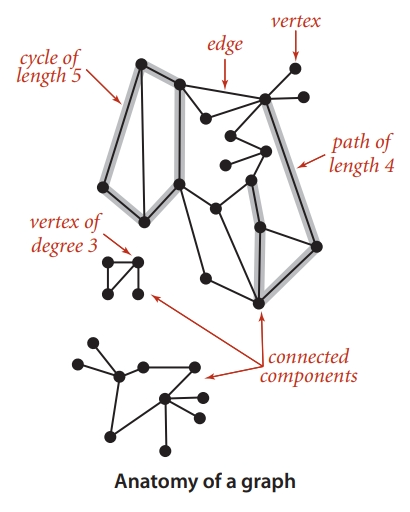 vertex
edge
cycle of
length 5
path of
length 4
vertex of
degree 3
connected
components
Anatomy of a graph